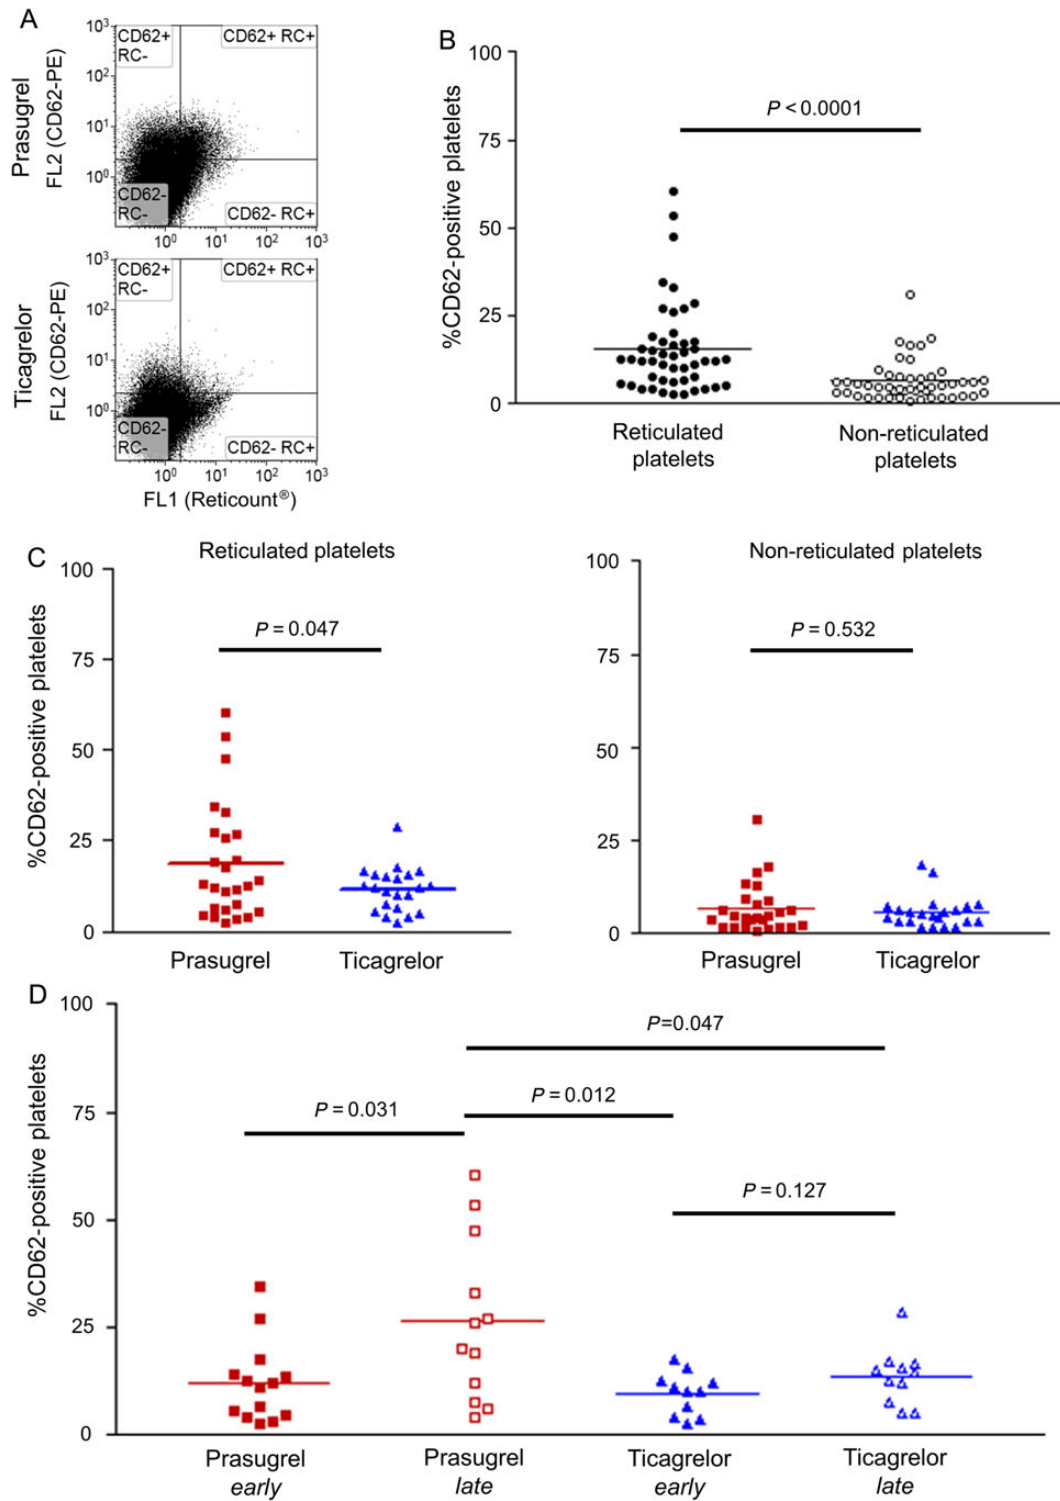 A
Prasugrel
FL2 (CD62-PE)
10³
10²
10¹
10⁰
CD62+
RC-
CD62+ RC+
CD62-
RC-
CD62- RC+
10⁰ 10¹ 10² 10³
Ticagrelor
FL2 (CD62-PE)
10³
10²
10¹
10⁰
CD62+
RC-
CD62+ RC+
CD62-
RC-
CD62- RC+
10⁰ 10¹ 10² 10³
FL1 (Reticount®)
B
%CD62-positive platelets
100
75
50
25
0
P < 0.0001
Reticulated
platelets
Non-reticulated
platelets
C
Reticulated platelets
%CD62-positive platelets
100
75
50
25
0
P = 0.047
Prasugrel
Ticagrelor
Non-reticulated platelets
100
75
50
25
0
P = 0.532
Prasugrel
Ticagrelor
D
%CD62-positive platelets
100
75
50
25
0
P=0.047
P = 0.031
P = 0.012
P = 0.127
Prasugrel
early
Prasugrel
late
Ticagrelor
early
Ticagrelor
late